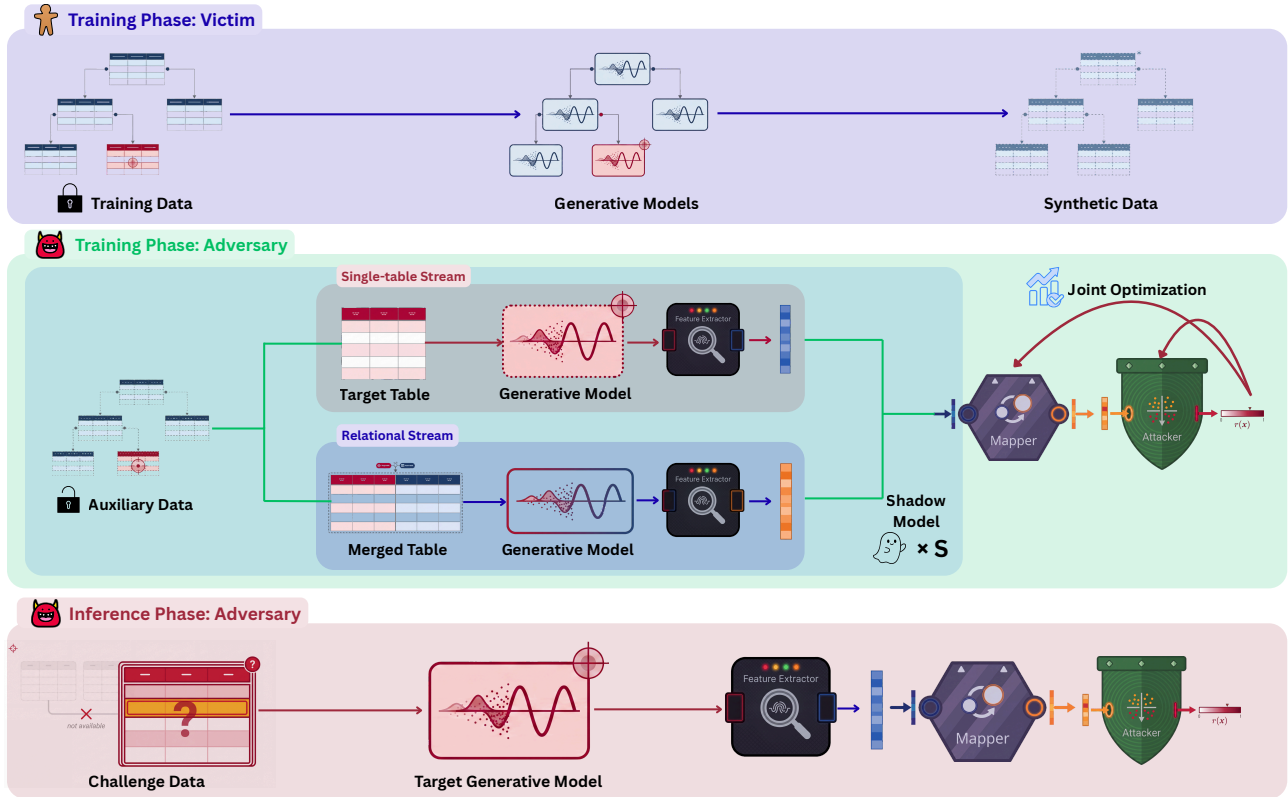 Training Phase: Victim
Training Data
Generative Models
Synthetic Data
Training Phase: Adversary
Single-table Stream
Feature Extractor
Target Table
Generative Model
Joint Optimization
Mapper
Attacker
r(x)
Relational Stream
Feature Extractor
Auxiliary Data
Merged Table
Generative Model
Shadow
Model
× S
Inference Phase: Adversary
?
not available
?
Feature Extractor
Mapper
Attacker
r(x)
Challenge Data
Target Generative Model